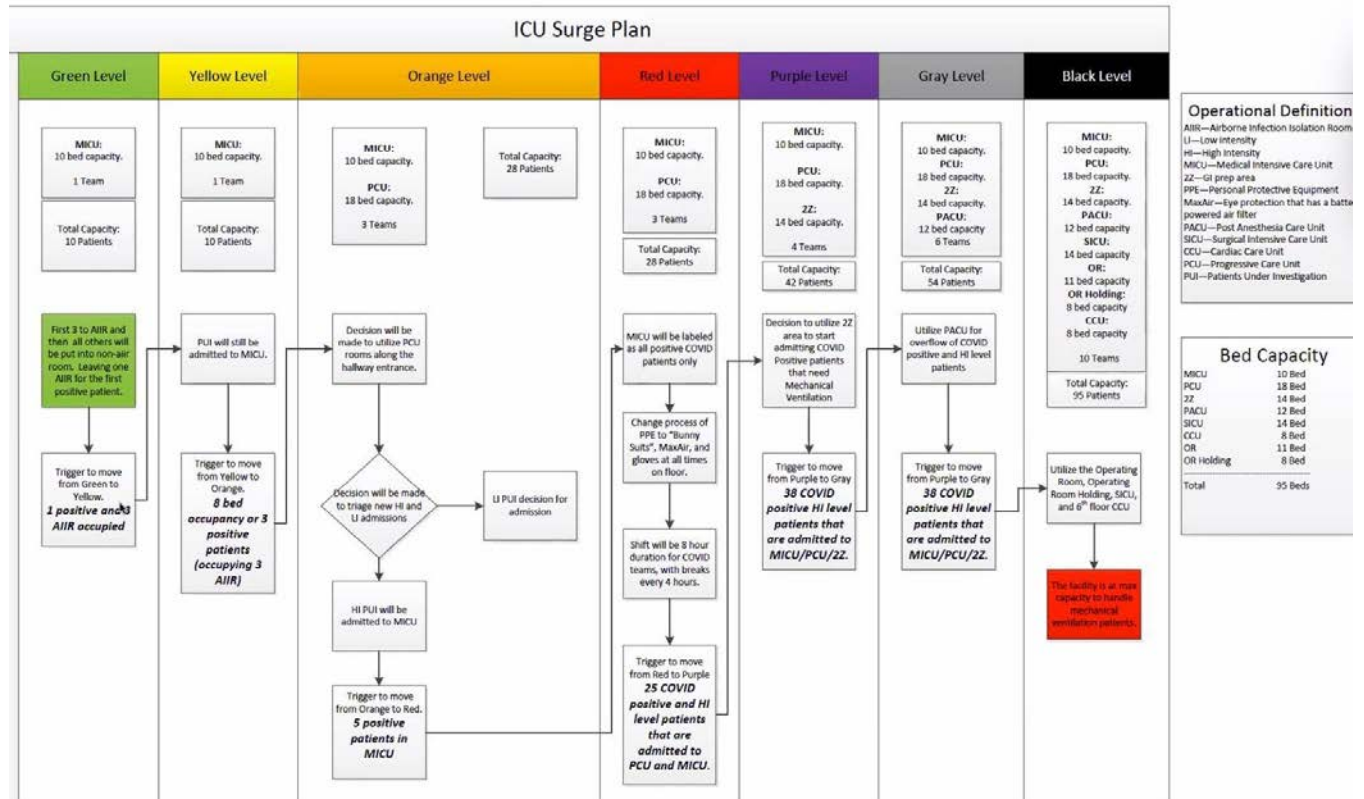 ICU Surge Plan
Green Level
Yellow Level
Orange Level
Red Level
Purple Level
Gray Level
Black Level
MICU:
10 bed capacity.
1 Team
Total Capacity:
10 Patients
First 3 to AIIR and
then all others will
be put into non-aiir
room. Leaving one
AIIR for the first
positive patient.
Trigger to move
from Green to
Yellow.
1 positive and 3
AIIR occupied
MICU:
10 bed capacity.
1 Team
Total Capacity:
10 Patients
PUI will still be
admitted to MICU.
Trigger to move
from Yellow to
Orange.
8 bed
occupancy or 3
positive
patients
(occupying 3
AIIR)
MICU:
10 bed capacity.
PCU:
18 bed capacity.
3 Teams
Total Capacity:
28 Patients
Decision will be
made to utilize PCU
rooms along the
hallway entrance.
Decision will be made
to triage new HI and
LI admissions
LI PUI decision for
admission
HI PUI will be
admitted to MICU
Trigger to move
from Orange to Red.
5 positive
patients in
MICU
MICU:
10 bed capacity.
PCU:
18 bed capacity.
3 Teams
Total Capacity:
28 Patients
MICU will be labeled
as all positive COVID
patients only
Change process of
PPE to "Bunny
Suits", MaxAir, and
gloves at all times
on floor.
Shift will be 8 hour
duration for COVID
teams, with breaks
every 4 hours.
Trigger to move
from Red to Purple
25 COVID
positive and HI
level patients
that are
admitted to
PCU and MICU.
MICU:
10 bed capacity.
PCU:
18 bed capacity.
2Z:
14 bed capacity.
4 Teams
Total Capacity:
42 Patients
Decision to utilize 2Z
area to start
admitting COVID
Positive patients
that need
Mechanical
Ventilation
Trigger to move
from Purple to Gray
38 COVID
positive HI level
patients that
are admitted to
MICU/PCU/2Z.
MICU:
10 bed capacity.
PCU:
18 bed capacity.
2Z:
14 bed capacity.
PACU:
12 bed capacity
6 Teams
Total Capacity:
54 Patients
Utilize PACU for
overflow of COVID
positive and HI level
patients
Trigger to move
from Purple to Gray
38 COVID
positive HI level
patients that
are admitted to
MICU/PCU/2Z.
MICU:
10 bed capacity.
PCU:
18 bed capacity.
2Z:
14 bed capacity.
PACU:
12 bed capacity
SICU:
14 bed capacity
OR:
11 bed capacity
OR Holding:
8 bed capacity
CCU:
8 bed capacity
10 Teams
Total Capacity:
95 Patients
Utilize the Operating
Room, Operating
Room Holding, SICU,
and 6th floor CCU
The facility is at max
capacity to handle
mechanical
ventilation patients.
Operational Definition
AIIR—Airborne Infection Isolation Room
LI—Low Intensity
HI—High Intensity
MICU—Medical Intensive Care Unit
2Z—GI prep area
PPE—Personal Protective Equipment
MaxAir—Eye protection that has a batte
powered air filter
PACU—Post Anesthesia Care Unit
SICU—Surgical Intensive Care Unit
CCU—Cardiac Care Unit
PCU—Progressive Care Unit
PUI—Patients Under Investigation
Bed Capacity
MICU 10 Bed
PCU 18 Bed
2Z 14 Bed
PACU 12 Bed
SICU 14 Bed
CCU 8 Bed
OR 11 Bed
OR Holding 8 Bed
Total 95 Beds